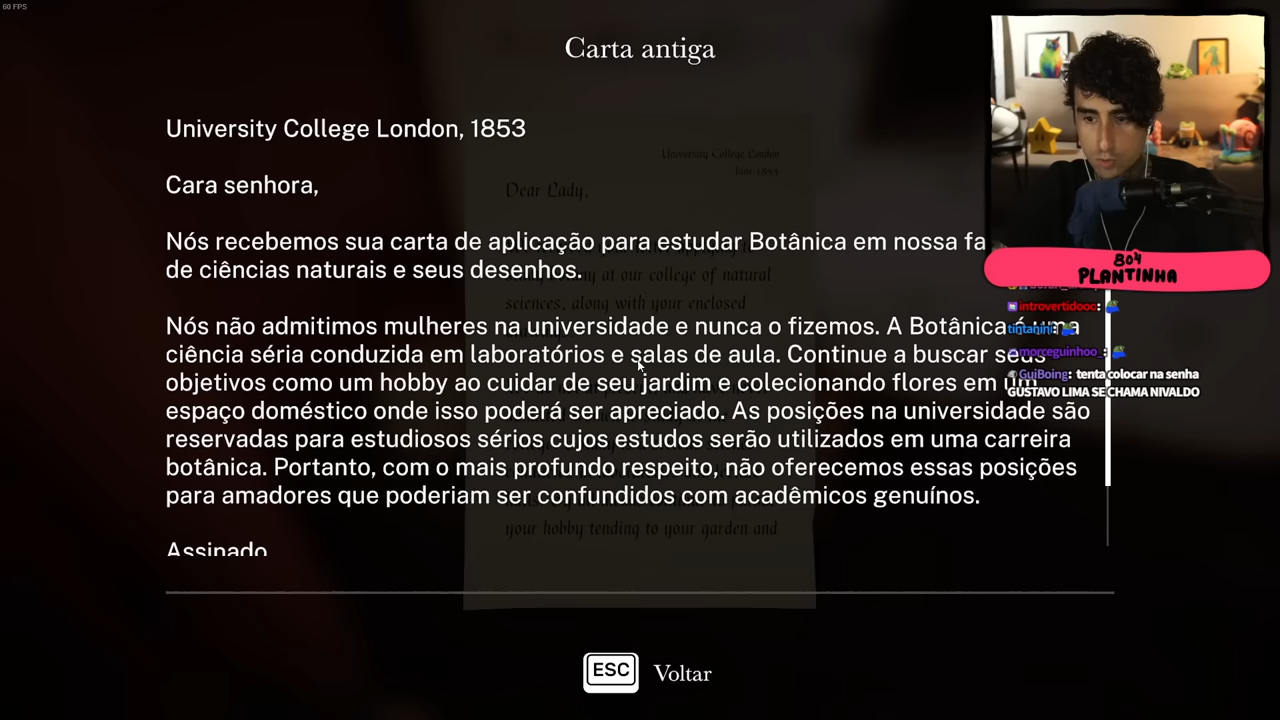 60 FPS
Carta antiga
University College London, 1853
Cara senhora,
Nós recebemos sua carta de aplicação para estudar Botânica em nossa fa
de ciências naturais e seus desenhos.
Nós não admitimos mulheres na universidade e nunca o fizemos. A Botânica é uma
ciência séria conduzida em laboratórios e salas de aula. Continue a buscar seus
objetivos como um hobby ao cuidar de seu jardim e colecionando flores em um
espaço doméstico onde isso poderá ser apreciado. As posições na universidade são
reservadas para estudiosos sérios cujos estudos serão utilizados em uma carreira
botânica. Portanto, com o mais profundo respeito, não oferecemos essas posições
para amadores que poderiam ser confundidos com acadêmicos genuínos.
Assinado
University College London
Dear Lady,
at our college of natural
sciences, along with your enclosed
your hobby tending to your garden and
ESC Voltar
804
PLANTINHA
introvertidooo:
tintanini:
morceguinhoo_:
GuiBoing: tenta colocar na senha
GUSTAVO LIMA SE CHAMA NIVALDO